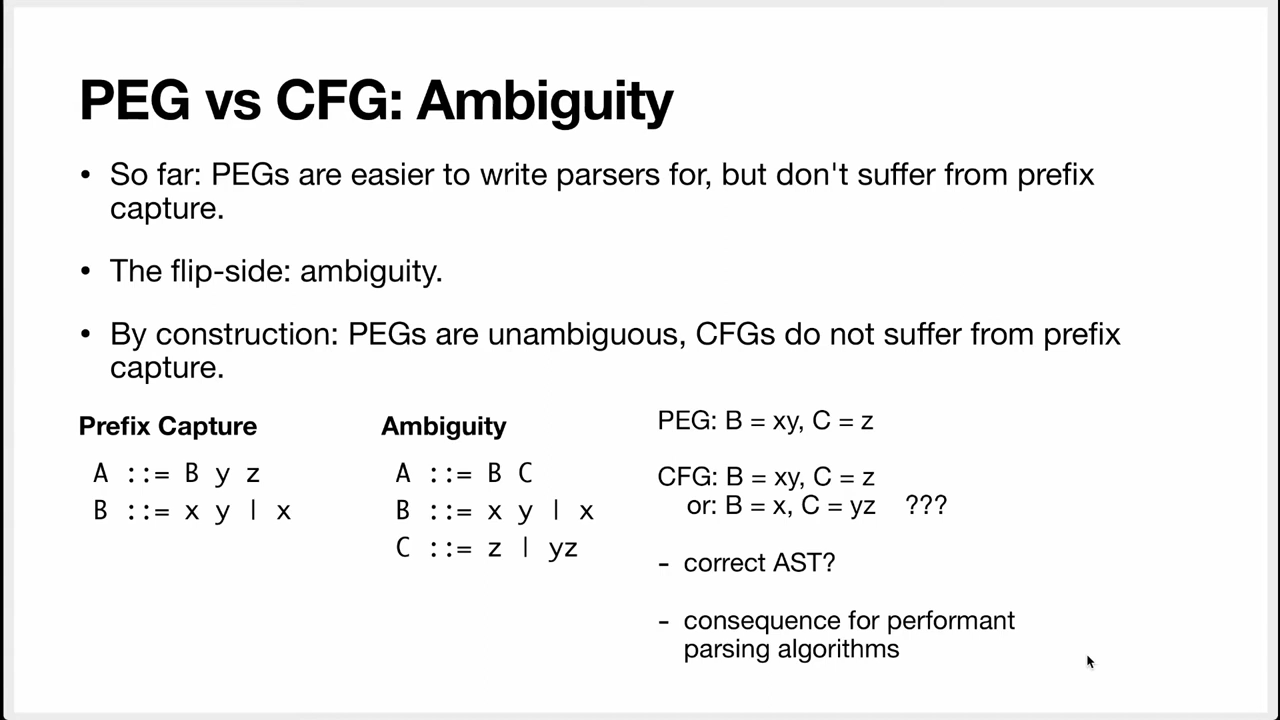 PEG vs CFG: Ambiguity
• So far: PEGs are easier to write parsers for, but don't suffer from prefix
capture.
• The flip-side: ambiguity.
• By construction: PEGs are unambiguous, CFGs do not suffer from prefix
capture.
Prefix Capture
A ::= B y z
B ::= x y | x
Ambiguity
A ::= B C
B ::= x y | x
C ::= z | yz
PEG: B = xy, C = z
CFG: B = xy, C = z
or: B = x, C = yz ???
- correct AST?
- consequence for performant
parsing algorithms